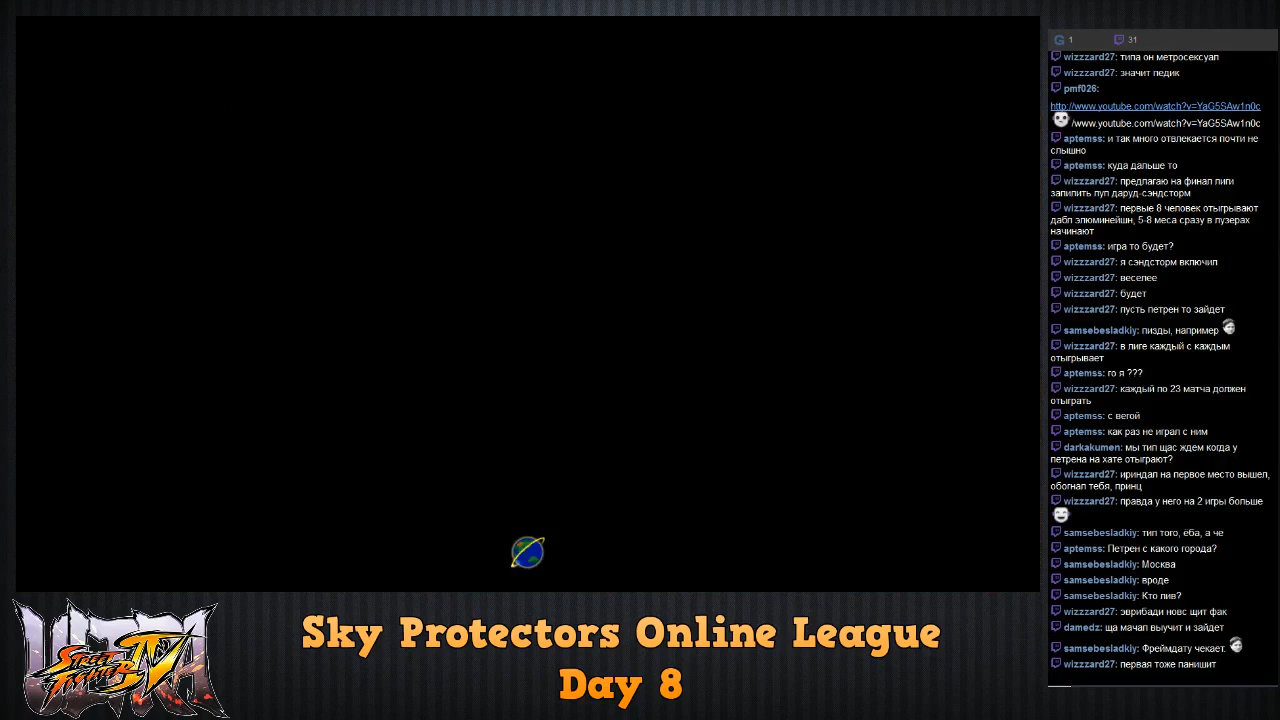 G 1 31
wizzzard27: типа он метросексуал
wizzzard27: значит педик
pmf026:
http://www.youtube.com/watch?v=YaG5SAw1n0c
/www.youtube.com/watch?v=YaG5SAw1n0c
aptemss: и так много отвлекается почти не
слышно
aptemss: куда дальше то
wizzzard27: предлагаю на финал лиги
запилить луп даруд-сэндсторм
wizzzard27: первые 8 человек отыгрывают
дабл элюминейшн, 5-8 меса сразу в лузерах
начинают
aptemss: игра то будет?
wizzzard27: я сэндсторм включил
wizzzard27: веселее
wizzzard27: будет
wizzzard27: пусть петрен то зайдет
samsebesladkiy: пизды, например
wizzzard27: в лиге каждый с каждым
отыгрывает
aptemss: го я ???
wizzzard27: каждый по 23 матча должен
отыграть
aptemss: с вегой
aptemss: как раз не играл с ним
darkakumen: мы тип щас ждем когда у
петрена на хате отыграют?
wizzzard27: ириндал на первое место вышел,
обогнал тебя, принц
wizzzard27: правда у него на 2 игры больше
samsebesladkiy: тип того, ёба, а че
aptemss: Петрен с какого города?
samsebesladkiy: Москва
samsebesladkiy: вроде
samsebesladkiy: Кто лив?
wizzzard27: эврибади новс щит фак
damedz: ща мачап выучит и зайдет
samsebesladkiy: Фреймдату чекает.
wizzzard27: первая тоже панишит
ULTRA
STREET
FIGHTER IV
Sky Protectors Online League
Day 8